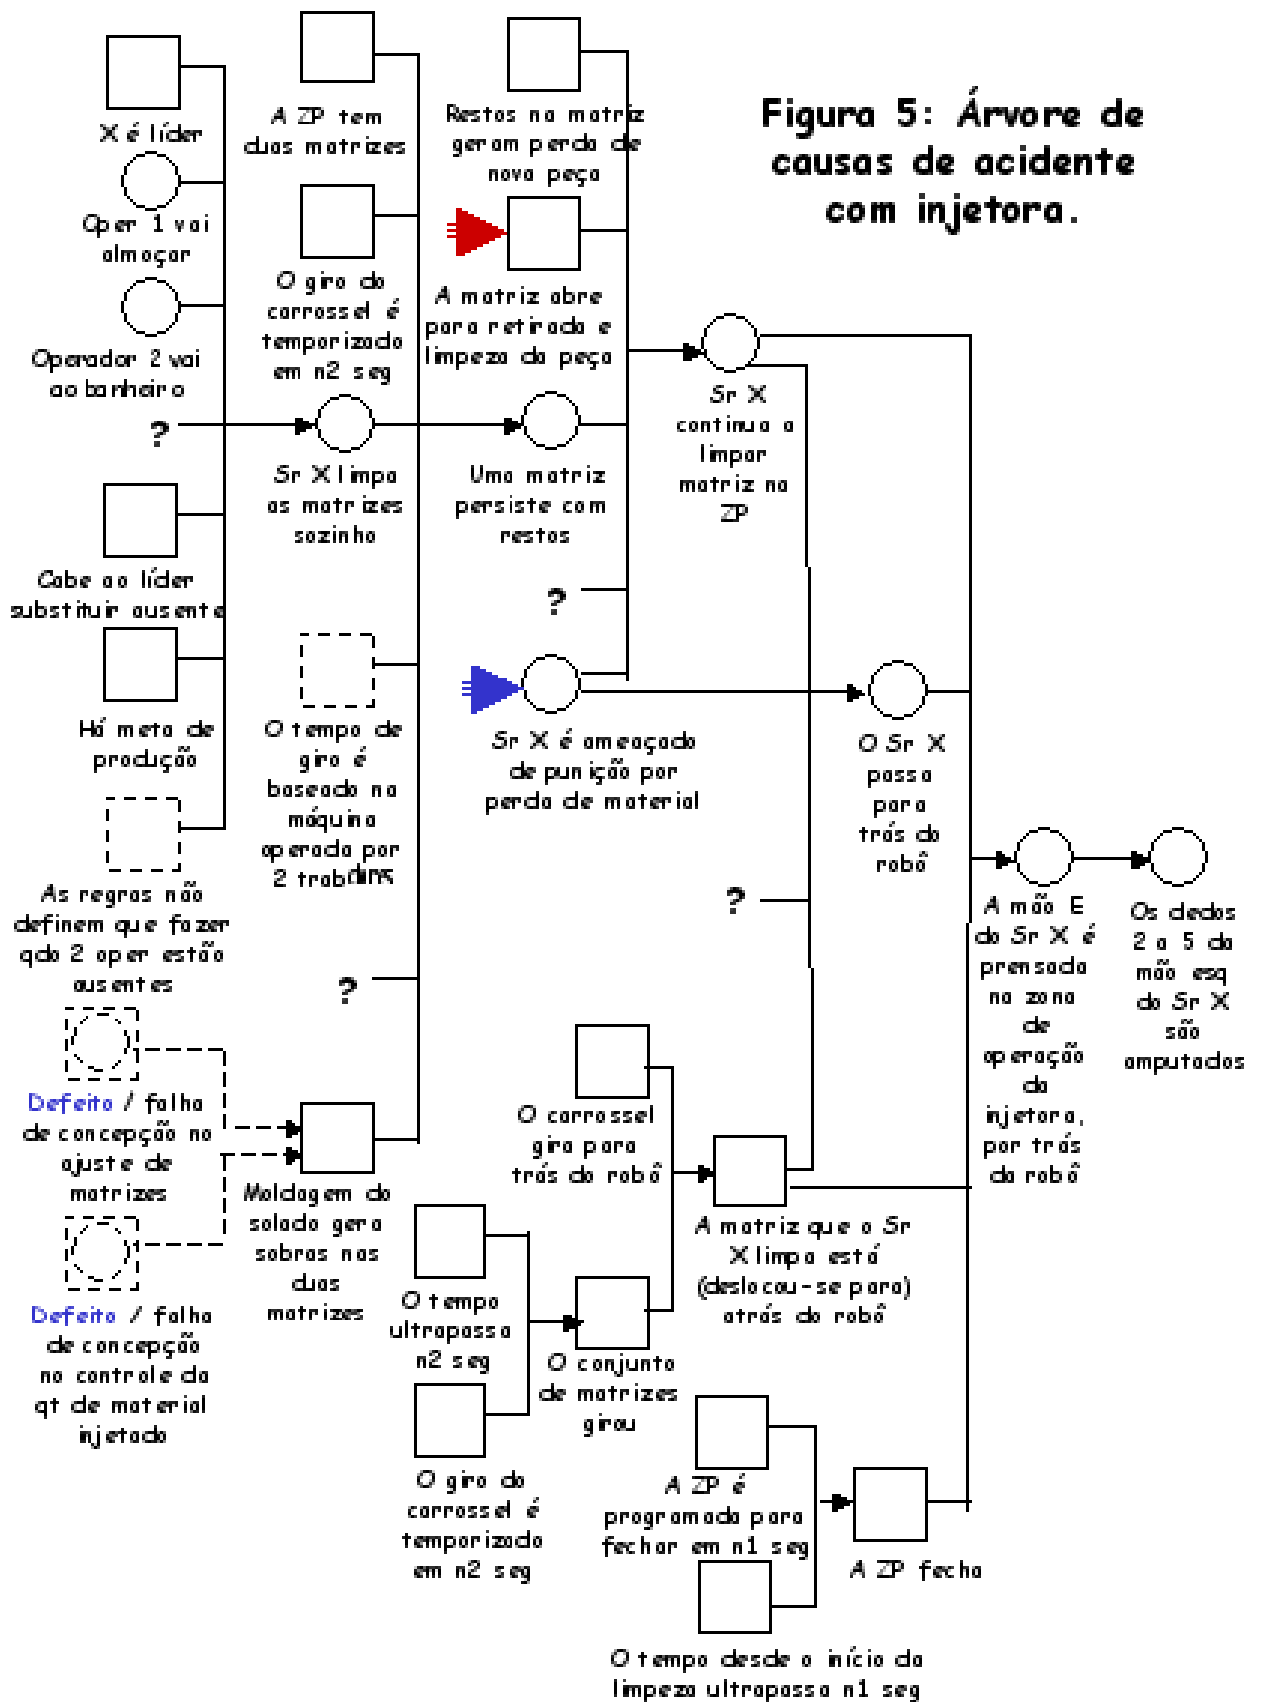 Figura 5: Árvore de
causas de acidente
com injetora.
X é líder
Oper 1 vai
almoçar
Operador 2 vai
ao banheiro
?
Cabe ao líder
substituir ausente
Há meta de
produção
As regras não
definem que fazer
qdo 2 oper estão
ausentes
Defeito / falha
de concepção no
ajuste de
matrizes
Defeito / falha
de concepção
no controle da
qt de material
injetado
A ZP tem
duas matrizes
O giro do
carrossel é
temporizado
em n2 seg
Sr X limpa
as matrizes
sozinho
O tempo de
giro é
baseado na
máquina
operada por
2 trabdrns
?
Moldagem do
solado gera
sobras nas
duas
matrizes
Restos na matriz
geram perda de
nova peça
A matriz abre
para retirada e
limpeza da peça
Uma matriz
persiste com
restos
?
Sr X é ameaçado
de punição por
perda de material
Sr X
continua a
limpar
matriz na
ZP
O Sr X
passa
para
trás do
robô
?
O carrossel
gira para
trás do robô
A matriz que o Sr
X limpa está
(deslocou-se para)
atrás do robô
O tempo
ultrapassa
n2 seg
O conjunto
de matrizes
girou
O giro do
carrossel é
temporizado
em n2 seg
A ZP é
programada para
fechar em n1 seg
A ZP fecha
O tempo desde o início da
limpeza ultrapassa n1 seg
A mão E
do Sr X é
prensada
na zona
de
operação
da
injetora,
por trás
do robô
Os dedos
2 a 5 da
mão esq
do Sr X
são
amputados